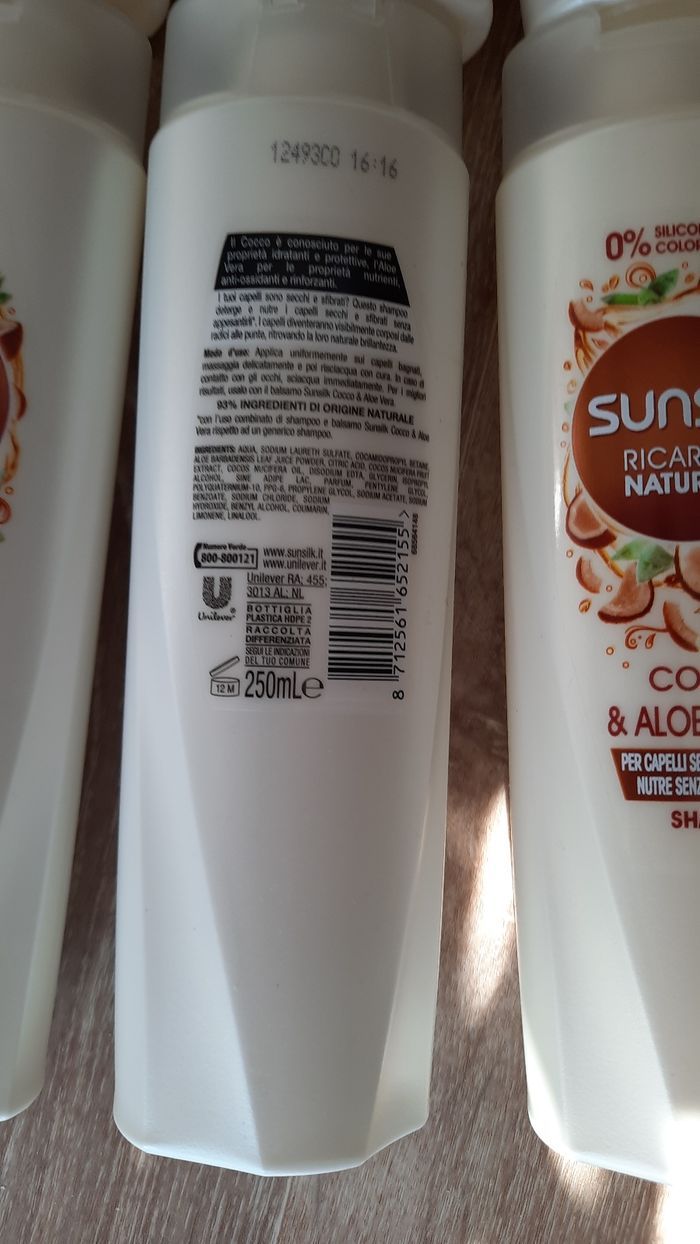 12493C0 16:16
Il Cocco è conosciuto per le sue
proprietà idratanti e protettive, l'Aloe
Vera per le proprietà nutrienti,
anti-ossidanti e rinforzanti.
I tuoi capelli sono secchi e sfibrati? Questo shampoo
deterge e nutre i capelli secchi e sfibrati senza
appesantirli*. I capelli diventeranno visibilmente corposi dalle
radici alle punte, ritrovando la loro naturale brillantezza.
Modo d'uso: Applica uniformemente sui capelli bagnati,
massaggia delicatamente e poi risciacqua con cura. In caso di
contatto con gli occhi, sciacqua immediatamente. Per i migliori
risultati, usalo con il balsamo Sunsilk Cocco & Aloe Vera.
93% INGREDIENTI DI ORIGINE NATURALE
*con l'uso combinato di shampoo e balsamo Sunsilk Cocco & Aloe
Vera rispetto ad un generico shampoo.
INGREDIENTS: AQUA, SODIUM LAURETH SULFATE, COCAMIDOPROPYL BETAINE,
ALOE BARBADENSIS LEAF JUICE POWDER, CITRIC ACID, COCOS NUCIFERA FRUIT
EXTRACT, COCOS NUCIFERA OIL, DISODIUM EDTA, GLYCERIN, ISOPROPYL
ALCOHOL, SINE ADIPE LAC, PARFUM, PENTYLENE GLYCOL,
POLYQUATERNIUM-10, PPG-6, PROPYLENE GLYCOL, SODIUM ACETATE, SODIUM
BENZOATE, SODIUM CHLORIDE, SODIUM
HYDROXIDE, BENZYL ALCOHOL, COUMARIN,
LIMONENE, LINALOOL.
Numero Verde
800-800121
www.sunsilk.it
www.unilever.it
Unilever
Unilever RA: 455;
3013 AL; NL
BOTTIGLIA
PLASTICA HDPE 2
RACCOLTA
DIFFERENZIATA
SEGUI LE INDICAZIONI
DEL TUO COMUNE
12 M
250mLe
8 712561 652155 >
68564148
0% SILICO
COLOR
SUNS
RICAR
NATUR
CO
& ALOE
PER CAPELLI SE
NUTRE SENZ
SHA